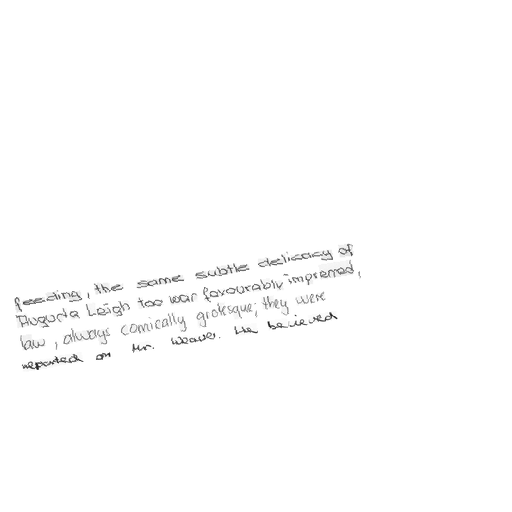 feeding, the same subtle delicacy of
Augusta Leigh too was favourably impressed,
law, always comically grotesque; they were
reported on Mr. Weaver. He believed